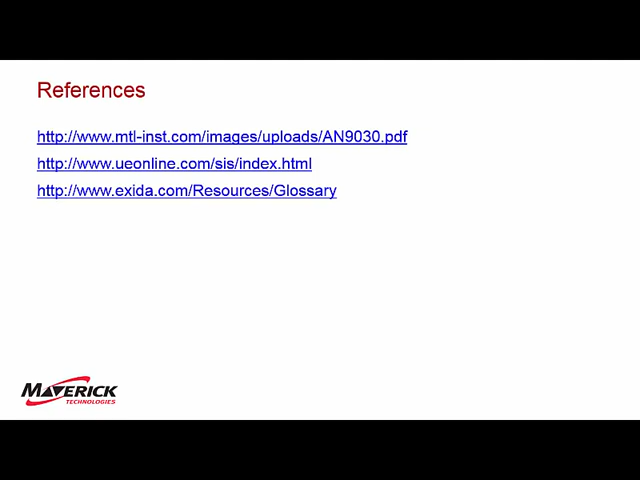 References
http://www.mtl-inst.com/images/uploads/AN9030.pdf
http://www.ueonline.com/sis/index.html
http://www.exida.com/Resources/Glossary
MAVERICK
TECHNOLOGIES